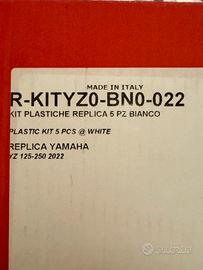 MADE IN ITALY
R-KITYZ0-BN0-022
KIT PLASTICHE REPLICA 5 PZ BIANCO
PLASTIC KIT 5 PCS @ WHITE
REPLICA YAMAHA
YZ 125-250 2022
subito